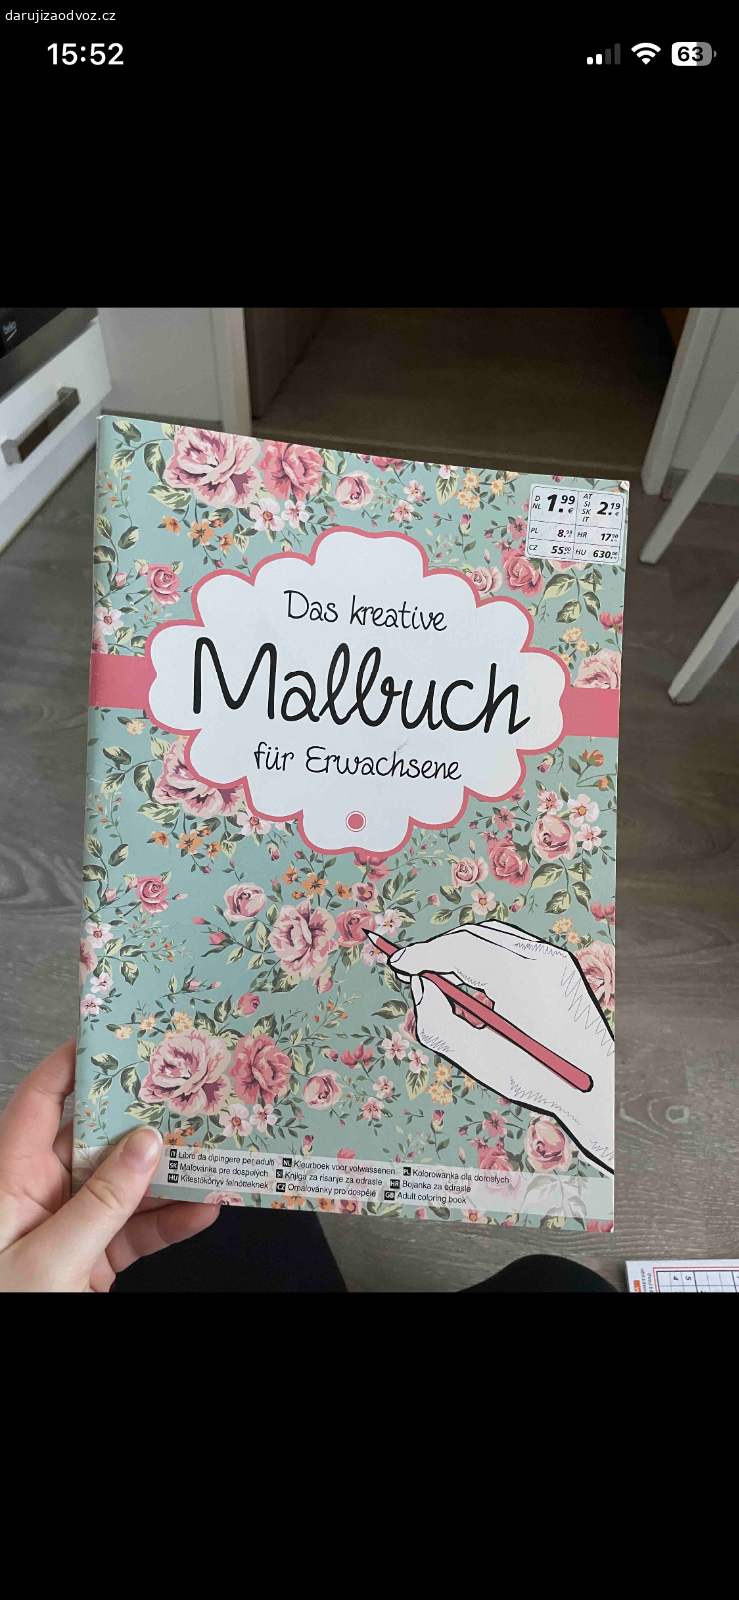 darujizaodvoz.cz
15:52
63
D NL 1.99 € AT SI SK IT 2.19 €
PL 8.99 HR 17.90
CZ 55.00 HU 630.00
Das kreative
Malbuch
für Erwachsene
IT Libro da dipingere per adulti NL Kleurboek voor volwassenen PL Kolorowanka dla dorosłych
SK Maľovánka pre dospelých SI Knjiga za risanje za odrasle HR Bojanka za odrasle
HU Kifestőkönyv felnőtteknek CZ Omalovánky pro dospělé GB Adult coloring book